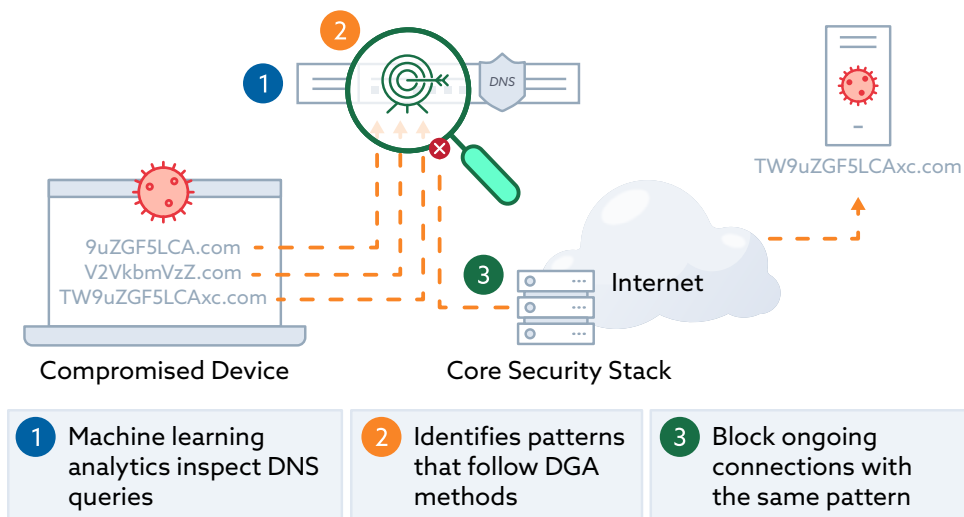 2
1
DNS
TW9uZGF5LCAxc.com
9uZGF5LCA.com
V2VkbmVzZ.com
TW9uZGF5LCAxc.com
3
Internet
Compromised Device
Core Security Stack
1 Machine learning
analytics inspect DNS
queries
2 Identifies patterns
that follow DGA
methods
3 Block ongoing
connections with
the same pattern